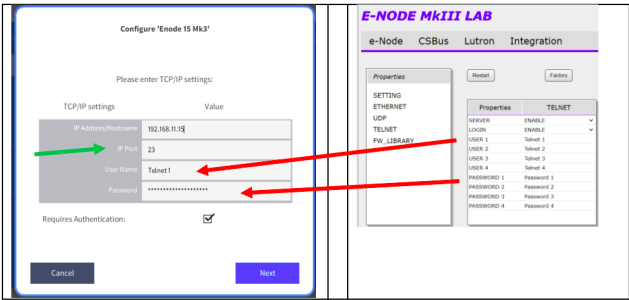 Configure 'Enode 15 Mk3'
Please enter TCP/IP settings:
TCP/IP settings Value
IP Address/Hostname 192.168.11.15
IP Port 23
User Name Telnet 1
Password ********************
Requires Authentication:
Cancel Next
E-NODE MkIII LAB
e-Node CSBus Lutron Integration
Properties
SETTING
ETHERNET
UDP
TELNET
FW_LIBRARY
Restart Factory
Properties TELNET
SERVER ENABLE
LOGIN ENABLE
USER 1 Telnet 1
USER 2 Telnet 2
USER 3 Telnet 3
USER 4 Telnet 4
PASSWORD 1 Password 1
PASSWORD 2 Password 2
PASSWORD 3 Password 3
PASSWORD 4 Password 4